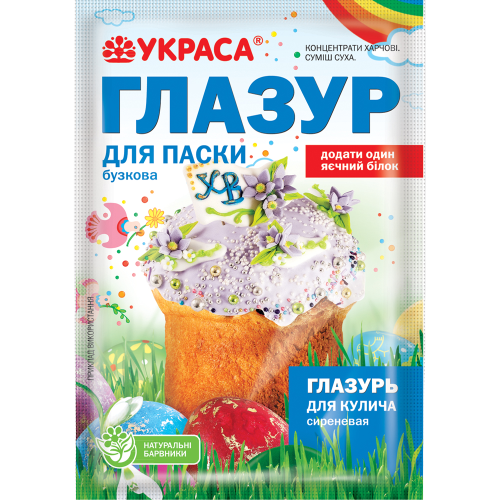 УКРАСА®
КОНЦЕНТРАТИ ХАРЧОВІ.
СУМІШ СУХА.
ГЛАЗУР
ДЛЯ ПАСКИ
бузкова
додати один
яєчний білок
ХВ
ПРИКЛАД ВИКОРИСТАННЯ
ГЛАЗУРЬ
ДЛЯ КУЛИЧА
сиреневая
НАТУРАЛЬНІ
БАРВНИКИ